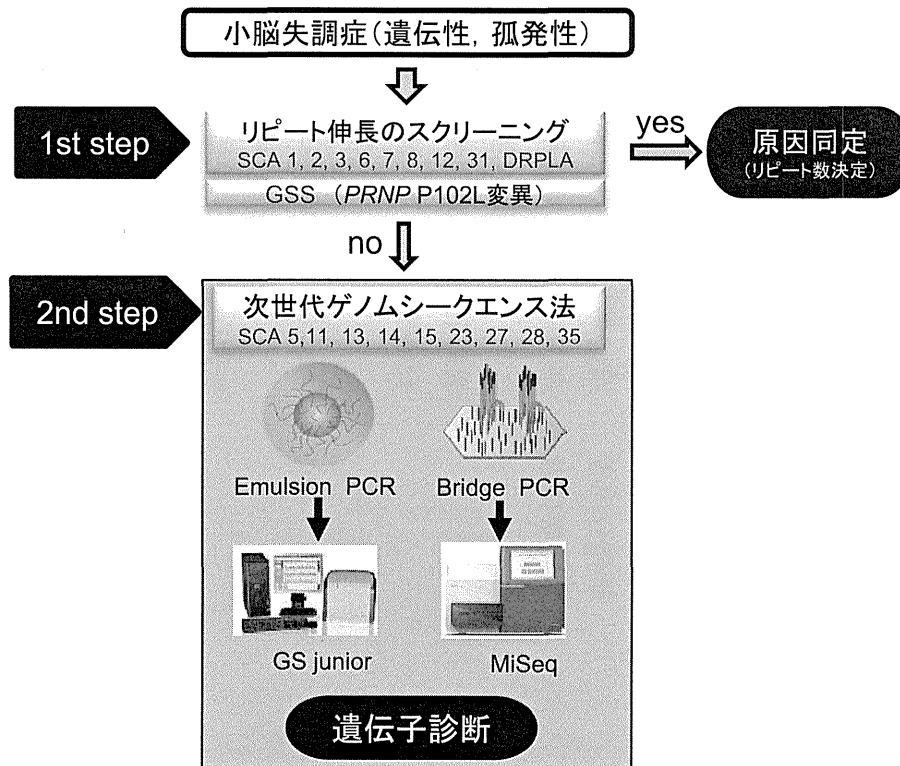 小脳失調症(遺伝性, 孤発性)
1st step
リピート伸長のスクリーニング
SCA 1, 2, 3, 6, 7, 8, 12, 31, DRPLA
GSS (PRNP P102L変異)
yes
原因同定
(リピート数決定)
no
2nd step
次世代ゲノムシークエンス法
SCA 5,11, 13, 14, 15, 23, 27, 28, 35
Emulsion PCR
Bridge PCR
GS junior
MiSeq
遺伝子診断